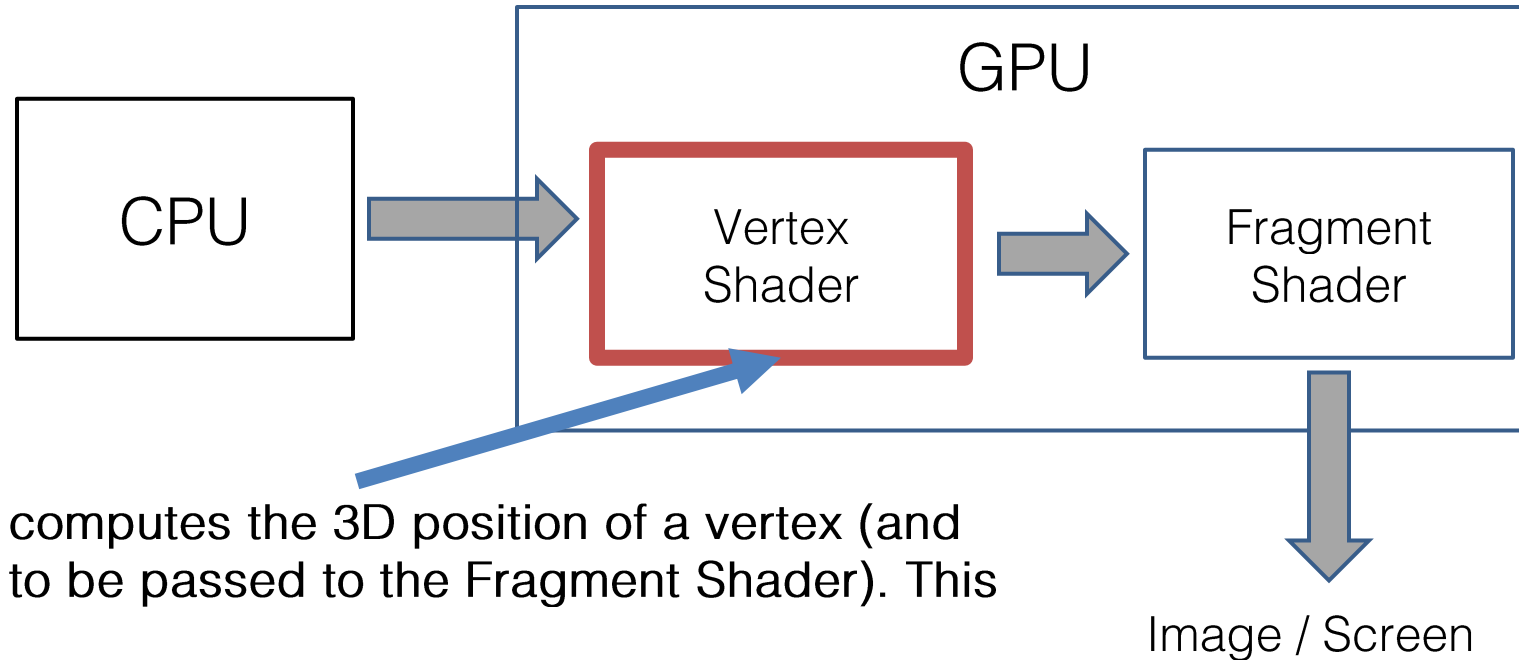 GPU
CPU
Vertex
Shader
Fragment
Shader
computes the 3D position of a vertex (and
to be passed to the Fragment Shader). This
Image / Screen